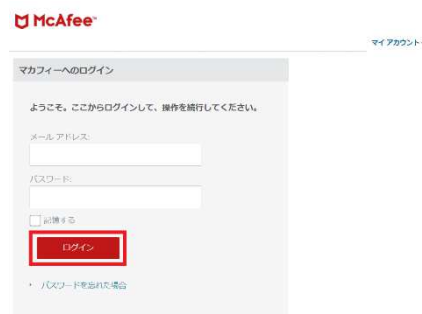 McAfee™
マイ アカウント
マカフィーへのログイン
ようこそ。ここからログインして、操作を続行してください。
メール アドレス:
パスワード:
記憶する
ログイン
パスワードを忘れた場合